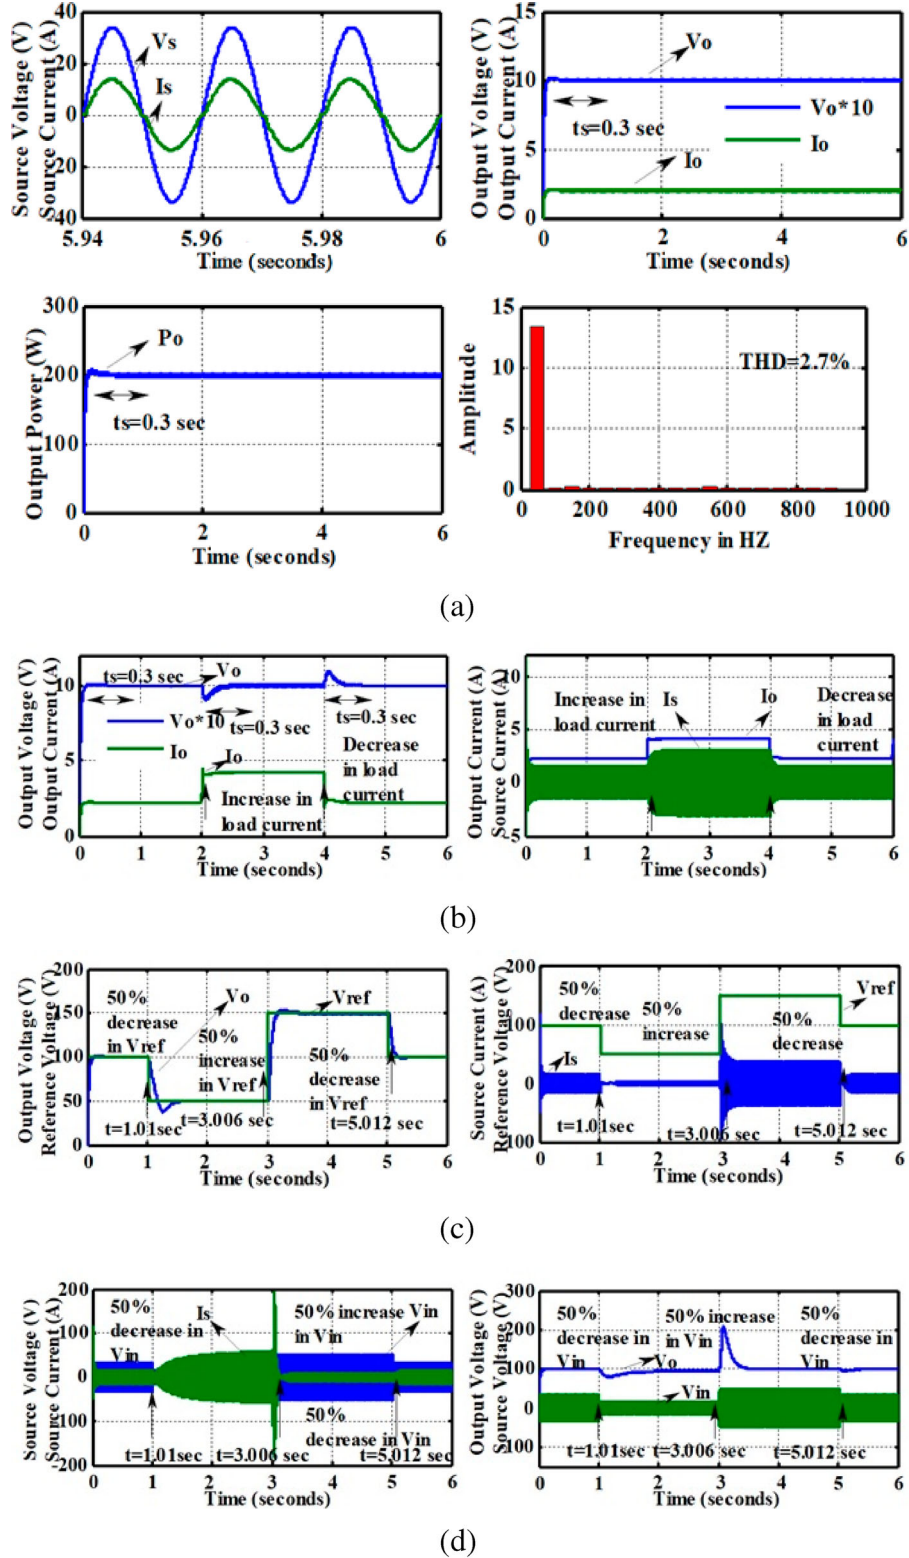 Source Voltage (V)
Source Current (A)
40
20
0
-20
-40
5.94
5.96
5.98
6
Time (seconds)
Vs
Is
Output Voltage (V)
Output Current (A)
15
10
5
0
0
2
4
6
Time (seconds)
Vo
ts=0.3 sec
Vo*10
Io
Io
Output Power (W)
300
200
100
0
0
2
4
6
Time (seconds)
Po
ts=0.3 sec
Amplitude
15
10
5
0
0
200
400
600
800
1000
Frequency in HZ
THD=2.7%
(a)
Output Voltage (V)
Output Current (A)
10
5
0
0
1
2
3
4
5
6
Time (seconds)
ts=0.3 sec
Vo
Vo*10
ts=0.3 sec
ts=0.3 sec
Io
Io
Increase in
load current
Decrease
in load
current
Output Current (A)
Source Current (A)
10
5
0
-5
0
1
2
3
4
5
6
Time (seconds)
Increase in
load current
Is
Io
Decrease
in load
current
(b)
Output Voltage (V)
Reference Voltage (V)
200
150
100
50
0
0
1
2
3
4
5
6
Time (seconds)
50%
decrease
in Vref
Vo
50%
increase
in Vref
Vref
50%
decrease
in Vref
t=1.01sec
t=3.006 sec
t=5.012 sec
Source Current (A)
Reference Voltage (V)
200
100
0
100
0
1
2
3
4
5
6
Time (seconds)
50%
decrease
Is
50%
increase
50%
decrease
Vref
t=1.01sec
t=3.006 sec
t=5.012 sec
(c)
Source Voltage (V)
Source Current (A)
200
100
0
-100
-200
0
1
2
3
4
5
6
Time (seconds)
50%
decrease in
Vin
Is
50% increase Vin
in Vin
50%
decrease in Vin
t=1.01sec
t=3.006 sec
t=5.012 sec
Output Voltage (V)
Source Voltage (V)
300
200
100
0
-100
0
1
2
3
4
5
6
Time (seconds)
50%
decrease in
Vin
Vo
50% increase
in Vin
50%
decrease in
Vin
Vin
t=1.01sec
t=3.006 sec
t=5.012 sec
(d)